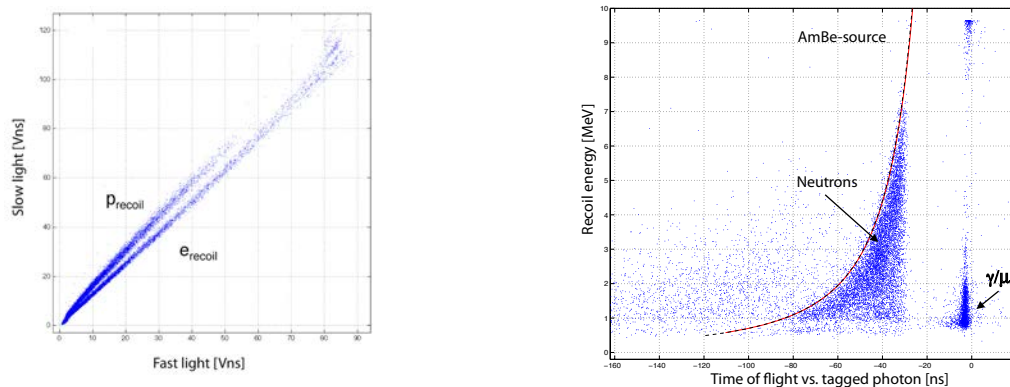 Slow light [Vns]
120
100
80
60
40
20
0
p recoil
e recoil
0 10 20 30 40 50 60 70 80 90
Fast light [Vns]
Recoil energy [MeV]
10
9
8
7
6
5
4
3
2
1
0
AmBe-source
Neutrons
γ/μ
−160 −140 −120 −100 −80 −60 −40 −20 0
Time of flight vs. tagged photon [ns]